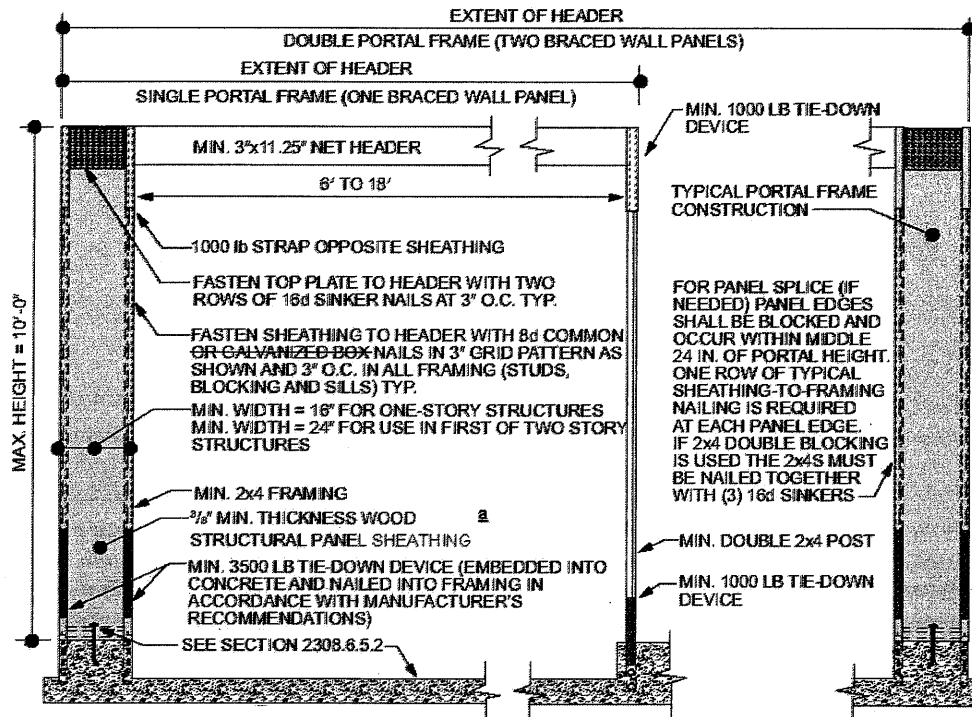 EXTENT OF HEADER
DOUBLE PORTAL FRAME (TWO BRACED WALL PANELS)
EXTENT OF HEADER
SINGLE PORTAL FRAME (ONE BRACED WALL PANEL)
MIN. 1000 LB TIE-DOWN
DEVICE
MIN. 3"x11.25" NET HEADER
6' TO 18'
TYPICAL PORTAL FRAME
CONSTRUCTION
1000 lb STRAP OPPOSITE SHEATHING
FASTEN TOP PLATE TO HEADER WITH TWO
ROWS OF 16d SINKER NAILS AT 3" O.C. TYP.
FASTEN SHEATHING TO HEADER WITH 8d COMMON
OR GALVANIZED BOX NAILS IN 3" GRID PATTERN AS
SHOWN AND 3" O.C. IN ALL FRAMING (STUDS,
BLOCKING AND SILLS) TYP.
FOR PANEL SPLICE (IF
NEEDED) PANEL EDGES
SHALL BE BLOCKED AND
OCCUR WITHIN MIDDLE
24 IN. OF PORTAL HEIGHT.
ONE ROW OF TYPICAL
SHEATHING-TO-FRAMING
NAILING IS REQUIRED
AT EACH PANEL EDGE.
IF 2x4 DOUBLE BLOCKING
IS USED THE 2x4S MUST
BE NAILED TOGETHER
WITH (3) 16d SINKERS
MAX. HEIGHT = 10'-0"
MIN. WIDTH = 16" FOR ONE-STORY STRUCTURES
MIN. WIDTH = 24" FOR USE IN FIRST OF TWO STORY
STRUCTURES
MIN. 2x4 FRAMING
3/8" MIN. THICKNESS WOOD a
STRUCTURAL PANEL SHEATHING
MIN. DOUBLE 2x4 POST
MIN. 3500 LB TIE-DOWN DEVICE (EMBEDDED INTO
CONCRETE AND NAILED INTO FRAMING IN
ACCORDANCE WITH MANUFACTURER'S
RECOMMENDATIONS)
MIN. 1000 LB TIE-DOWN
DEVICE
SEE SECTION 2308.6.5.2